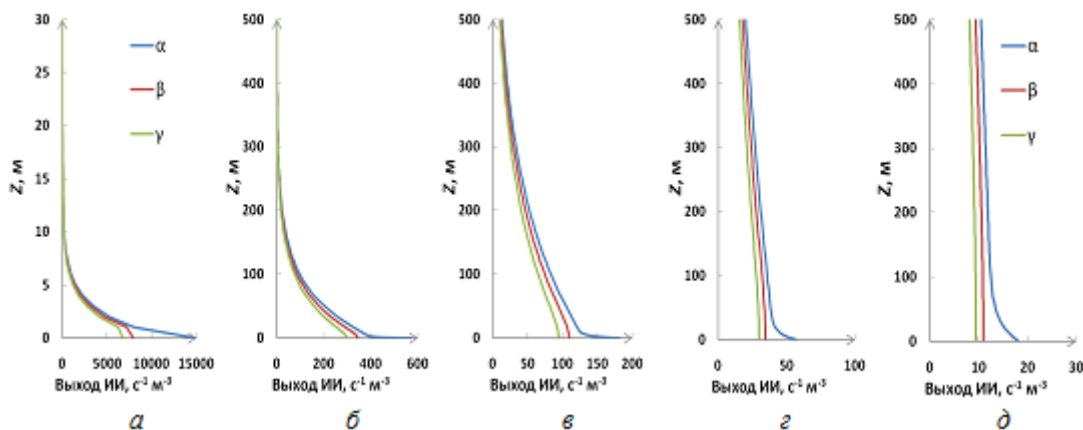 30
25
20
15
10
5
0
Z, м
α
β
γ
0 5000 10000 15000
Выход ИИ, с⁻¹ м⁻³
а
500
400
300
200
100
0
Z, м
0 200 400 600
Выход ИИ, с⁻¹ м⁻³
б
500
400
300
200
100
0
Z, м
0 50 100 150 200
Выход ИИ, с⁻¹ м⁻³
в
500
400
300
200
100
0
Z, м
0 50 100
Выход ИИ, с⁻¹ м⁻³
г
500
400
300
200
100
0
Z, м
α
β
γ
0 10 20 30
Выход ИИ, с⁻¹ м⁻³
д